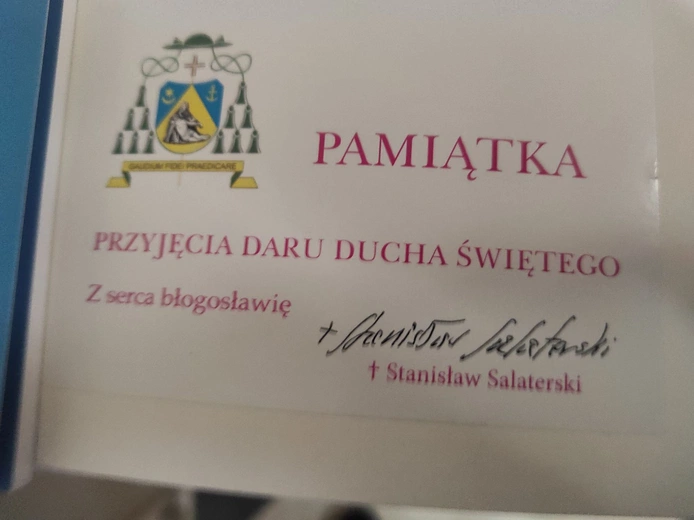 GAUDIUM FIDEI PRAEDICARE
PAMIĄTKA
PRZYJĘCIA DARU DUCHA ŚWIĘTEGO
Z serca błogosławię
+ Stanisław Salaterski
† Stanisław Salaterski